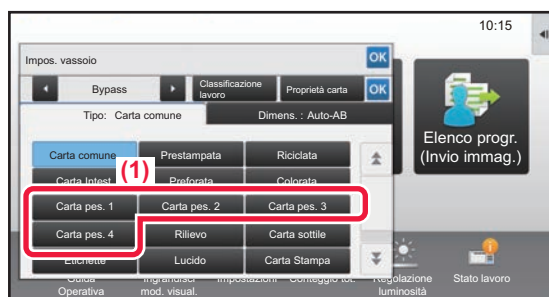 10:15
Impos. vassoio
OK
Bypass
Classificazione
lavoro
Proprietà carta
OK
Tipo: Carta comune
Dimens. : Auto-AB
Carta comune
Prestampata
Riciclata
Carta Intest.
(1)
Preforata
Colorata
Carta pes. 1
Carta pes. 2
Carta pes. 3
Carta pes. 4
Rilievo
Carta sottile
Etichette
Lucido
Carta Stampa
Elenco progr.
(Invio immag.)
Guida
Operativa
Ingrandisci
mod. visual.
Impostazioni
Conteggio tot.
Regolazione
luminosità
Stato lavoro